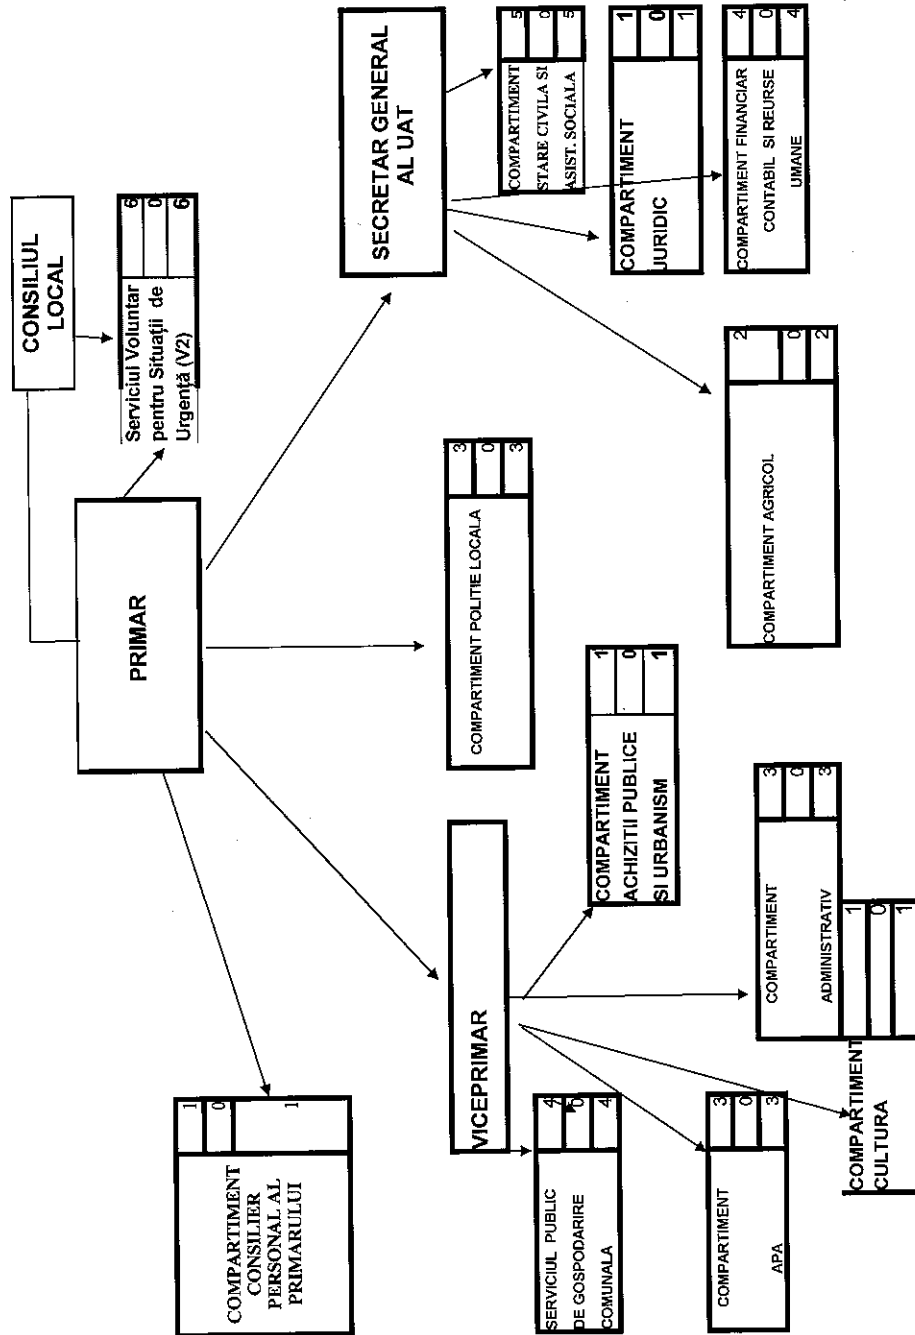 CONSILIUL
LOCAL
PRIMAR
Serviciul Voluntar
pentru Situații de
Urgență (V2)
6
0
6
COMPARTIMENT
CONSILIER
PERSONAL AL
PRIMARULUI
1
0
1
VICEPRIMAR
COMPARTIMENT POLITIE LOCALA
3
0
3
SECRETAR GENERAL
AL UAT
SERVICIUL PUBLIC
DE GOSPODARIRE
COMUNALA
4
0
4
COMPARTIMENT
ACHIZITII PUBLICE
SI URBANISM
1
0
1
COMPARTIMENT
STARE CIVILA SI
ASIST. SOCIALA
5
0
5
COMPARTIMENT
JURIDIC
1
0
1
COMPARTIMENT
APA
3
0
3
COMPARTIMENT
ADMINISTRATIV
3
0
3
COMPARTIMENT AGRICOL
2
0
2
COMPARTIMENT FINANCIAR
CONTABIL SI REURSE
UMANE
4
0
4
COMPARTIMENT
CULTURA
1
0
1